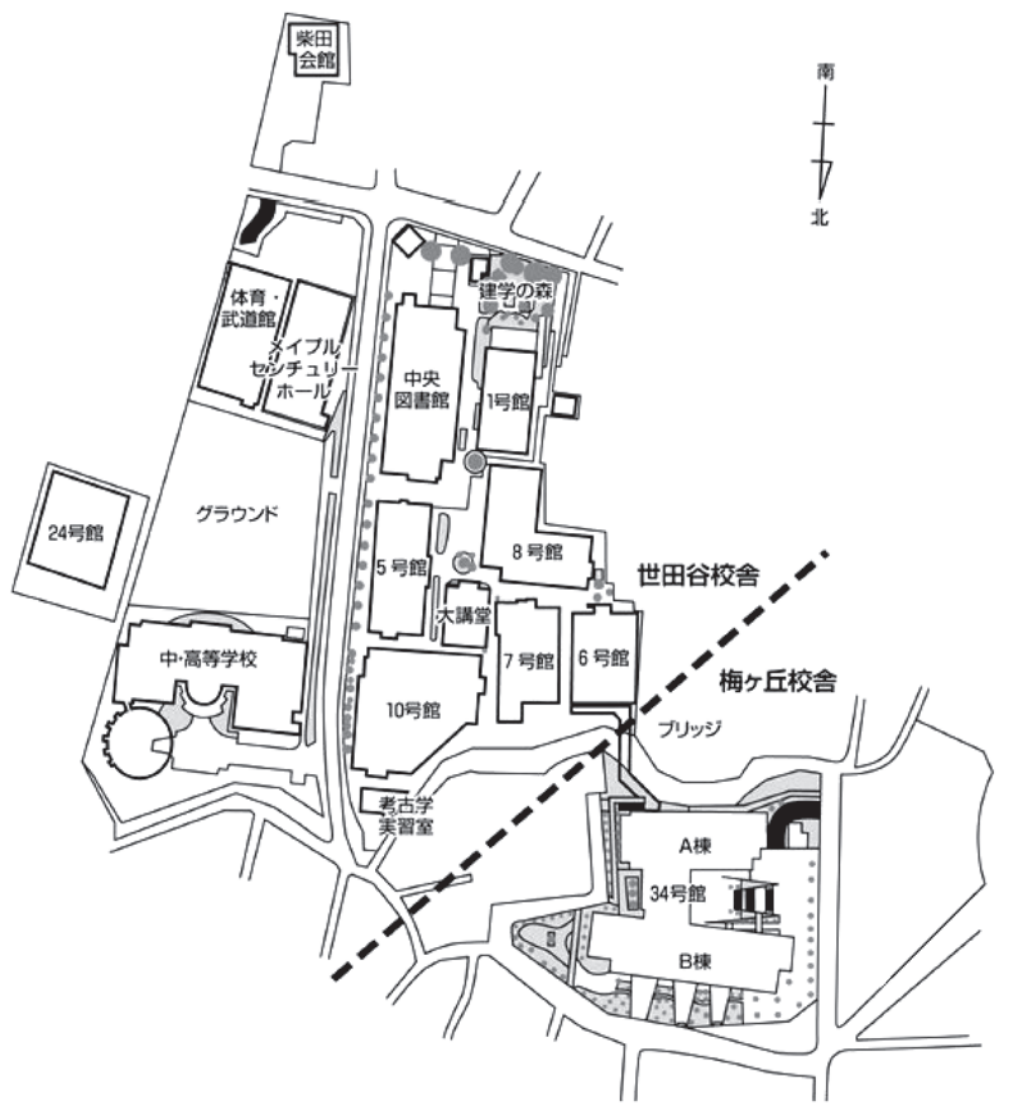 柴田
会館
南
北
体育・
武道館
メイプル
センチュリー
ホール
建学の森
中央
図書館
1号館
24号館
グラウンド
5号館
8号館
大講堂
世田谷校舎
中・高等学校
7号館
6号館
梅ヶ丘校舎
10号館
ブリッジ
考古学
実習室
A棟
34号館
B棟